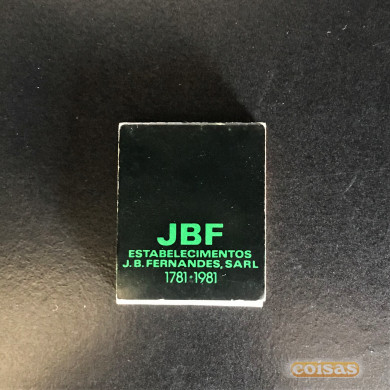 JBF
ESTABELECIMENTOS
J.B. FERNANDES, SARL
1781•1981
coisas